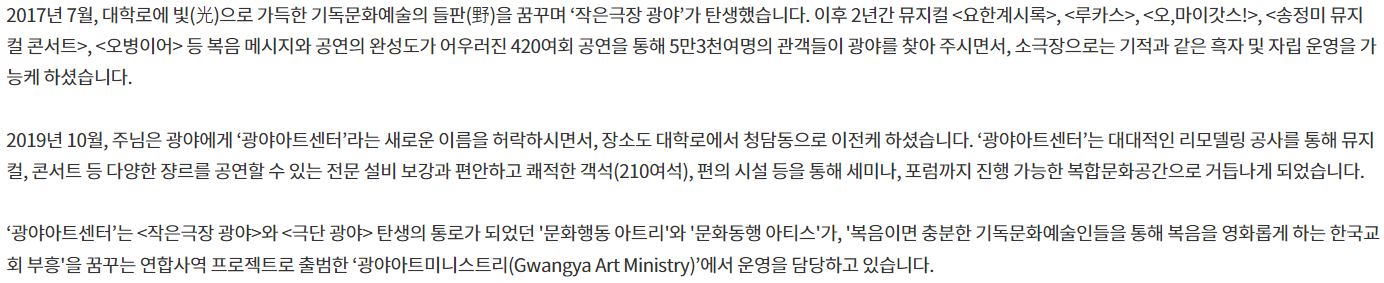 2017년 7월, 대학로에 빛(光)으로 가득한 기독문화예술의 들판(野)을 꿈꾸며 ‘작은극장 광야’가 탄생했습니다. 이후 2년간 뮤지컬 <요한계시록>, <루카스>, <오,마이갓스!>, <송정미 뮤지
컬 콘서트>, <오병이어> 등 복음 메시지와 공연의 완성도가 어우러진 420여회 공연을 통해 5만3천여명의 관객들이 광야를 찾아 주시면서, 소극장으로는 기적과 같은 흑자 및 자립 운영을 가
능케 하셨습니다.
2019년 10월, 주님은 광야에게 ‘광야아트센터’라는 새로운 이름을 허락하시면서, 장소도 대학로에서 청담동으로 이전케 하셨습니다. ‘광야아트센터’는 대대적인 리모델링 공사를 통해 뮤지
컬, 콘서트 등 다양한 쟝르를 공연할 수 있는 전문 설비 보강과 편안하고 쾌적한 객석(210여석), 편의 시설 등을 통해 세미나, 포럼까지 진행 가능한 복합문화공간으로 거듭나게 되었습니다.
‘광야아트센터’는 <작은극장 광야>와 <극단 광야> 탄생의 통로가 되었던 '문화행동 아트리'와 '문화동행 아티스'가, '복음이면 충분한 기독문화예술인들을 통해 복음을 영화롭게 하는 한국교
회 부흥'을 꿈꾸는 연합사역 프로젝트로 출범한 ‘광야아트미니스트리(Gwangya Art Ministry)’에서 운영을 담당하고 있습니다.